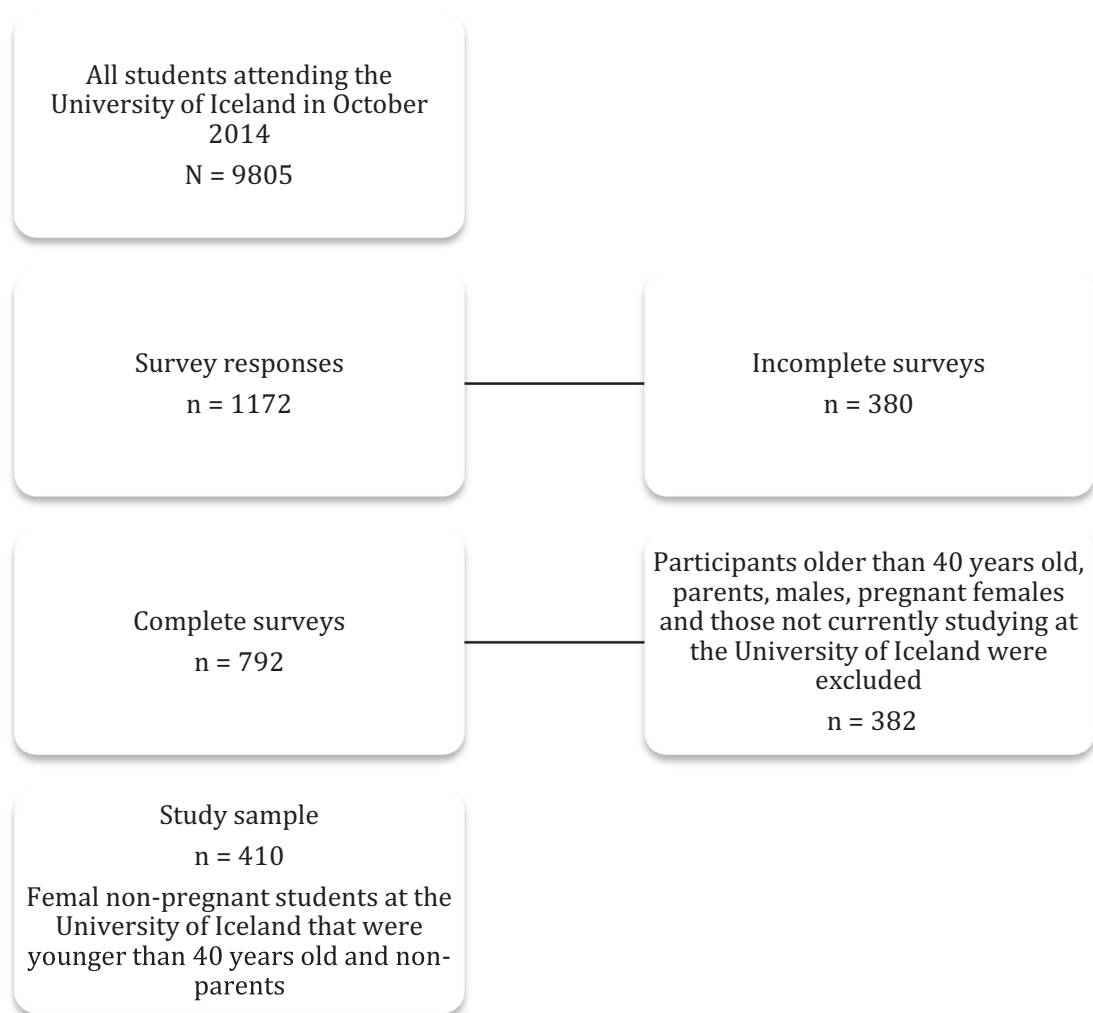 All students attending the
University of Iceland in October
2014
N = 9805
Survey responses
n = 1172
Incomplete surveys
n = 380
Complete surveys
n = 792
Participants older than 40 years old,
parents, males, pregnant females
and those not currently studying at
the University of Iceland were
excluded
n = 382
Study sample
n = 410
Femal non-pregnant students at the
University of Iceland that were
younger than 40 years old and non-
parents